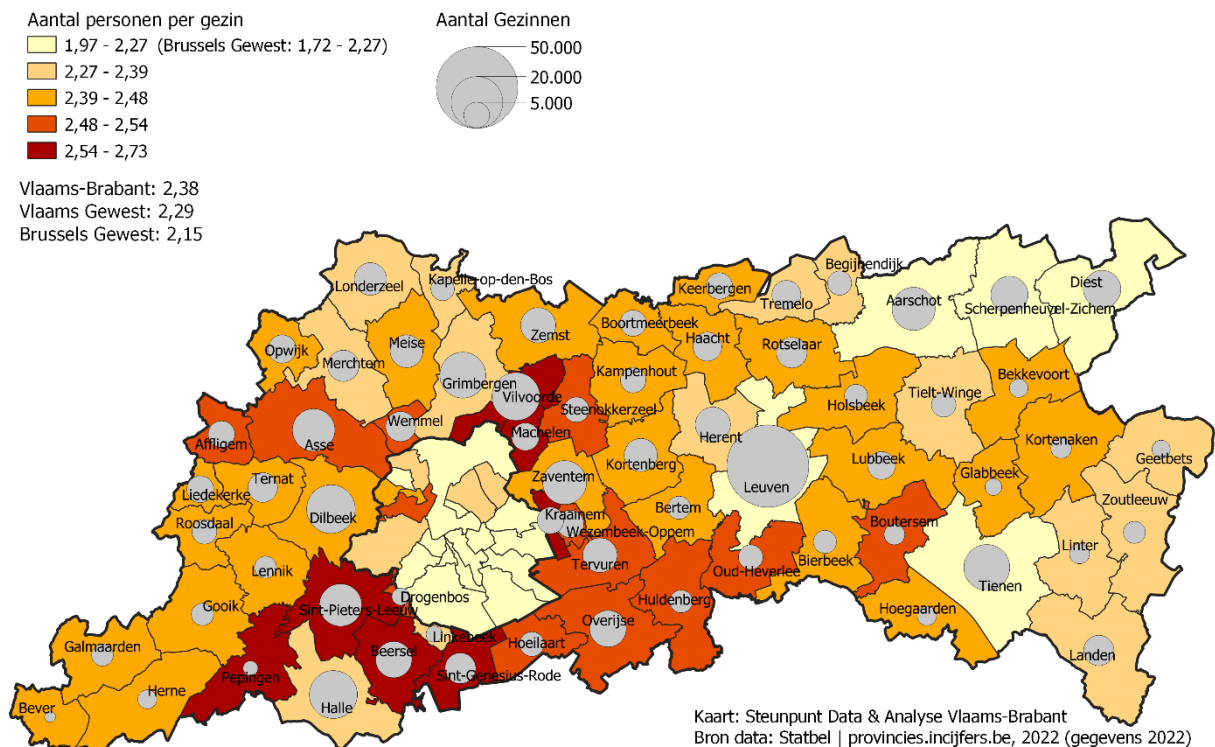 Aantal personen per gezin
1,97 - 2,27 (Brussels Gewest: 1,72 - 2,27)
2,27 - 2,39
2,39 - 2,48
2,48 - 2,54
2,54 - 2,73
Vlaams-Brabant: 2,38
Vlaams Gewest: 2,29
Brussels Gewest: 2,15
Aantal Gezinnen
50.000
20.000
5.000
Londerzeel
Kapelle-op-den-Bos
Keerbergen
Tremelo
Begijnendijk
Aarschot
Scherpenheuvel-Zichem
Diest
Opwijk
Merchtem
Meise
Grimbergen
Zemst
Boortmeerbeek
Haacht
Rotselaar
Kampenhout
Vilvoorde
Steenokkerzeel
Machelen
Affligem
Asse
Wemmel
Herent
Holsbeek
Tielt-Winge
Bekkevoort
Kortenaken
Geetbets
Liedekerke
Ternat
Dilbeek
Zaventem
Kortenberg
Leuven
Lubbeek
Glabbeek
Zoutleeuw
Roosdaal
Lennik
Kraainem
Wezembeek-Oppem
Bertem
Tervuren
Oud-Heverlee
Bierbeek
Boutersem
Tienen
Linter
Gooik
Sint-Pieters-Leeuw
Drogenbos
Linkebeek
Hoeilaart
Overijse
Huldenberg
Hoegaarden
Landen
Galmaarden
Herne
Bever
Pepingen
Halle
Beersel
Sint-Genesius-Rode
Kaart: Steunpunt Data & Analyse Vlaams-Brabant
Bron data: Statbel | provincies.incijfers.be, 2022 (gegevens 2022)